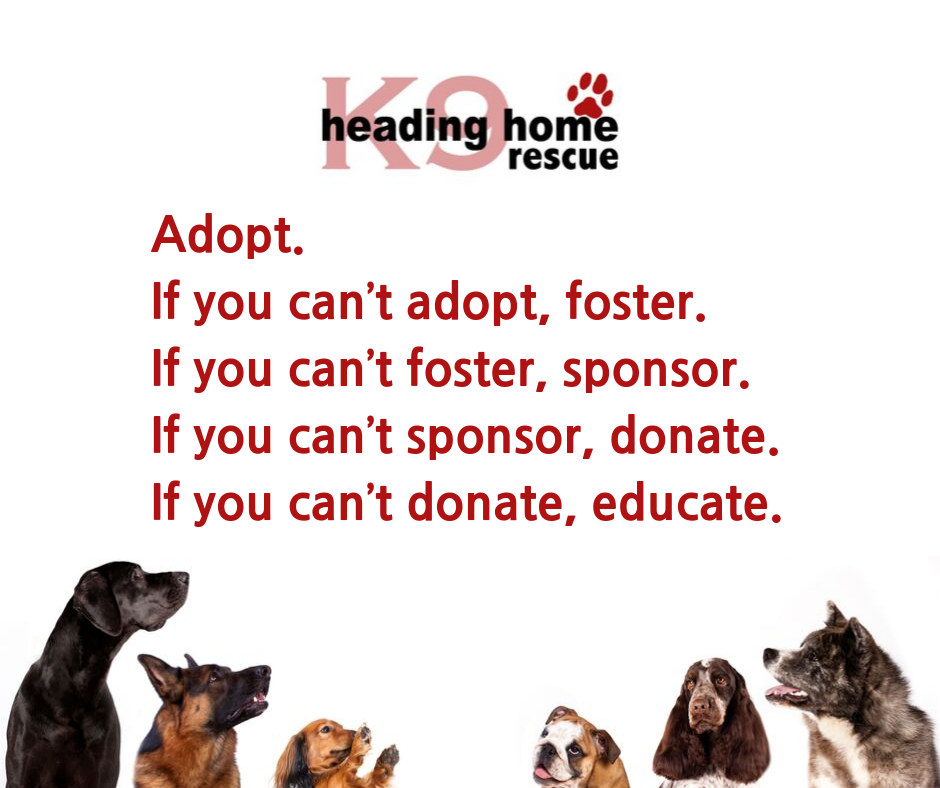 K9
heading home
rescue
Adopt.
If you can’t adopt, foster.
If you can’t foster, sponsor.
If you can’t sponsor, donate.
If you can’t donate, educate.